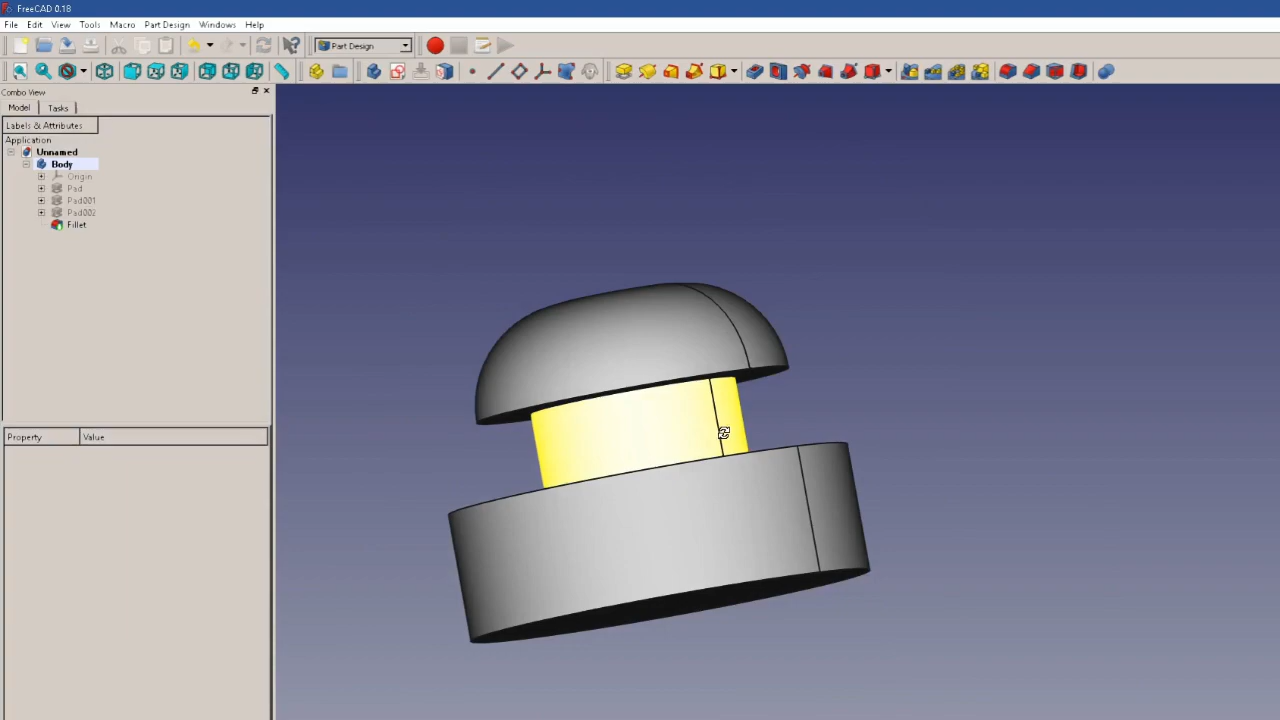 FreeCAD 0.18
File Edit View Tools Macro Part Design Windows Help
Part Design
Combo View
Model Tasks
Labels & Attributes
Application
Unnamed
Body
Origin
Pad
Pad001
Pad002
Fillet
Property Value